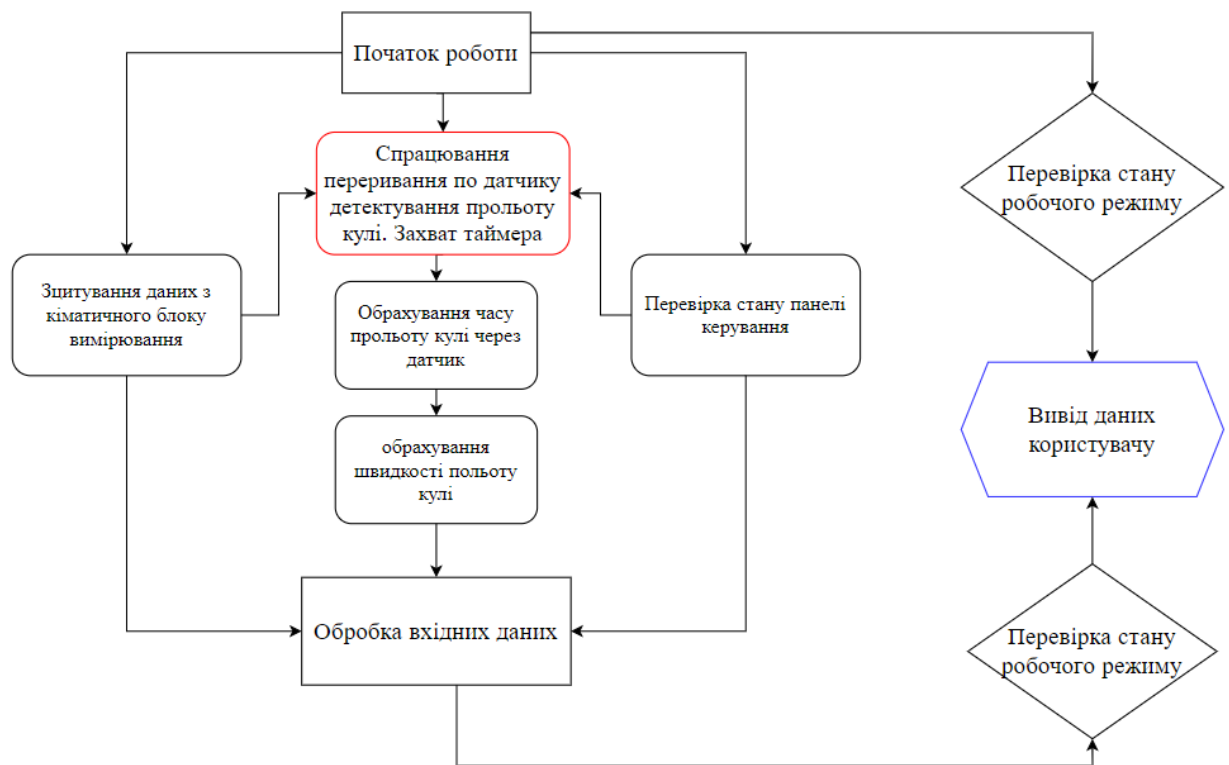 Початок роботи
Спрацювання
переривання по датчику
детектування прольоту
кулі. Захват таймера
Перевірка стану
робочого режиму
Зцитування даних з
кіматичного блоку
вимірювання
Обрахування часу
прольоту кулі через
датчик
Перевірка стану панелі
керування
Вивід даних
користувачу
обрахування
швидкості польоту
кулі
Обробка вхідних даних
Перевірка стану
робочого режиму